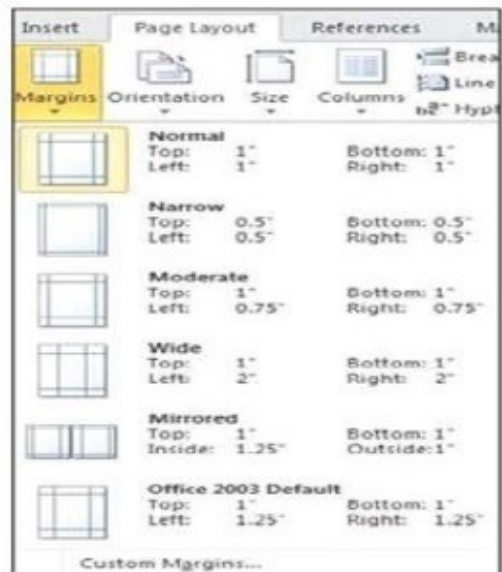 Insert Page Layout References M
Brea
Line
Margins Orientation Size Columns Hyph
Normal
Top: 1" Bottom: 1"
Left: 1" Right: 1"
Narrow
Top: 0.5" Bottom: 0.5"
Left: 0.5" Right: 0.5"
Moderate
Top: 1" Bottom: 1"
Left: 0.75" Right: 0.75"
Wide
Top: 1" Bottom: 1"
Left: 2" Right: 2"
Mirrored
Top: 1" Bottom: 1"
Inside: 1.25" Outside:1"
Office 2003 Default
Top: 1" Bottom: 1"
Left: 1.25" Right: 1.25"
Custom Margins...